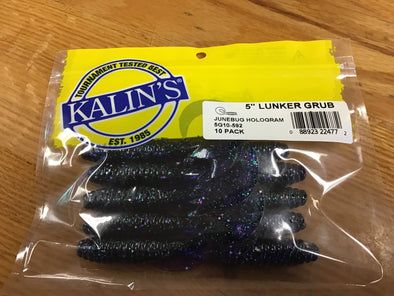 TOURNAMENT TESTED BEST
KALIN'S®
EST. 1985
5" LUNKER GRUB
JUNEBUG HOLOGRAM
5G10-592
10 PACK
0 88923 22477 2